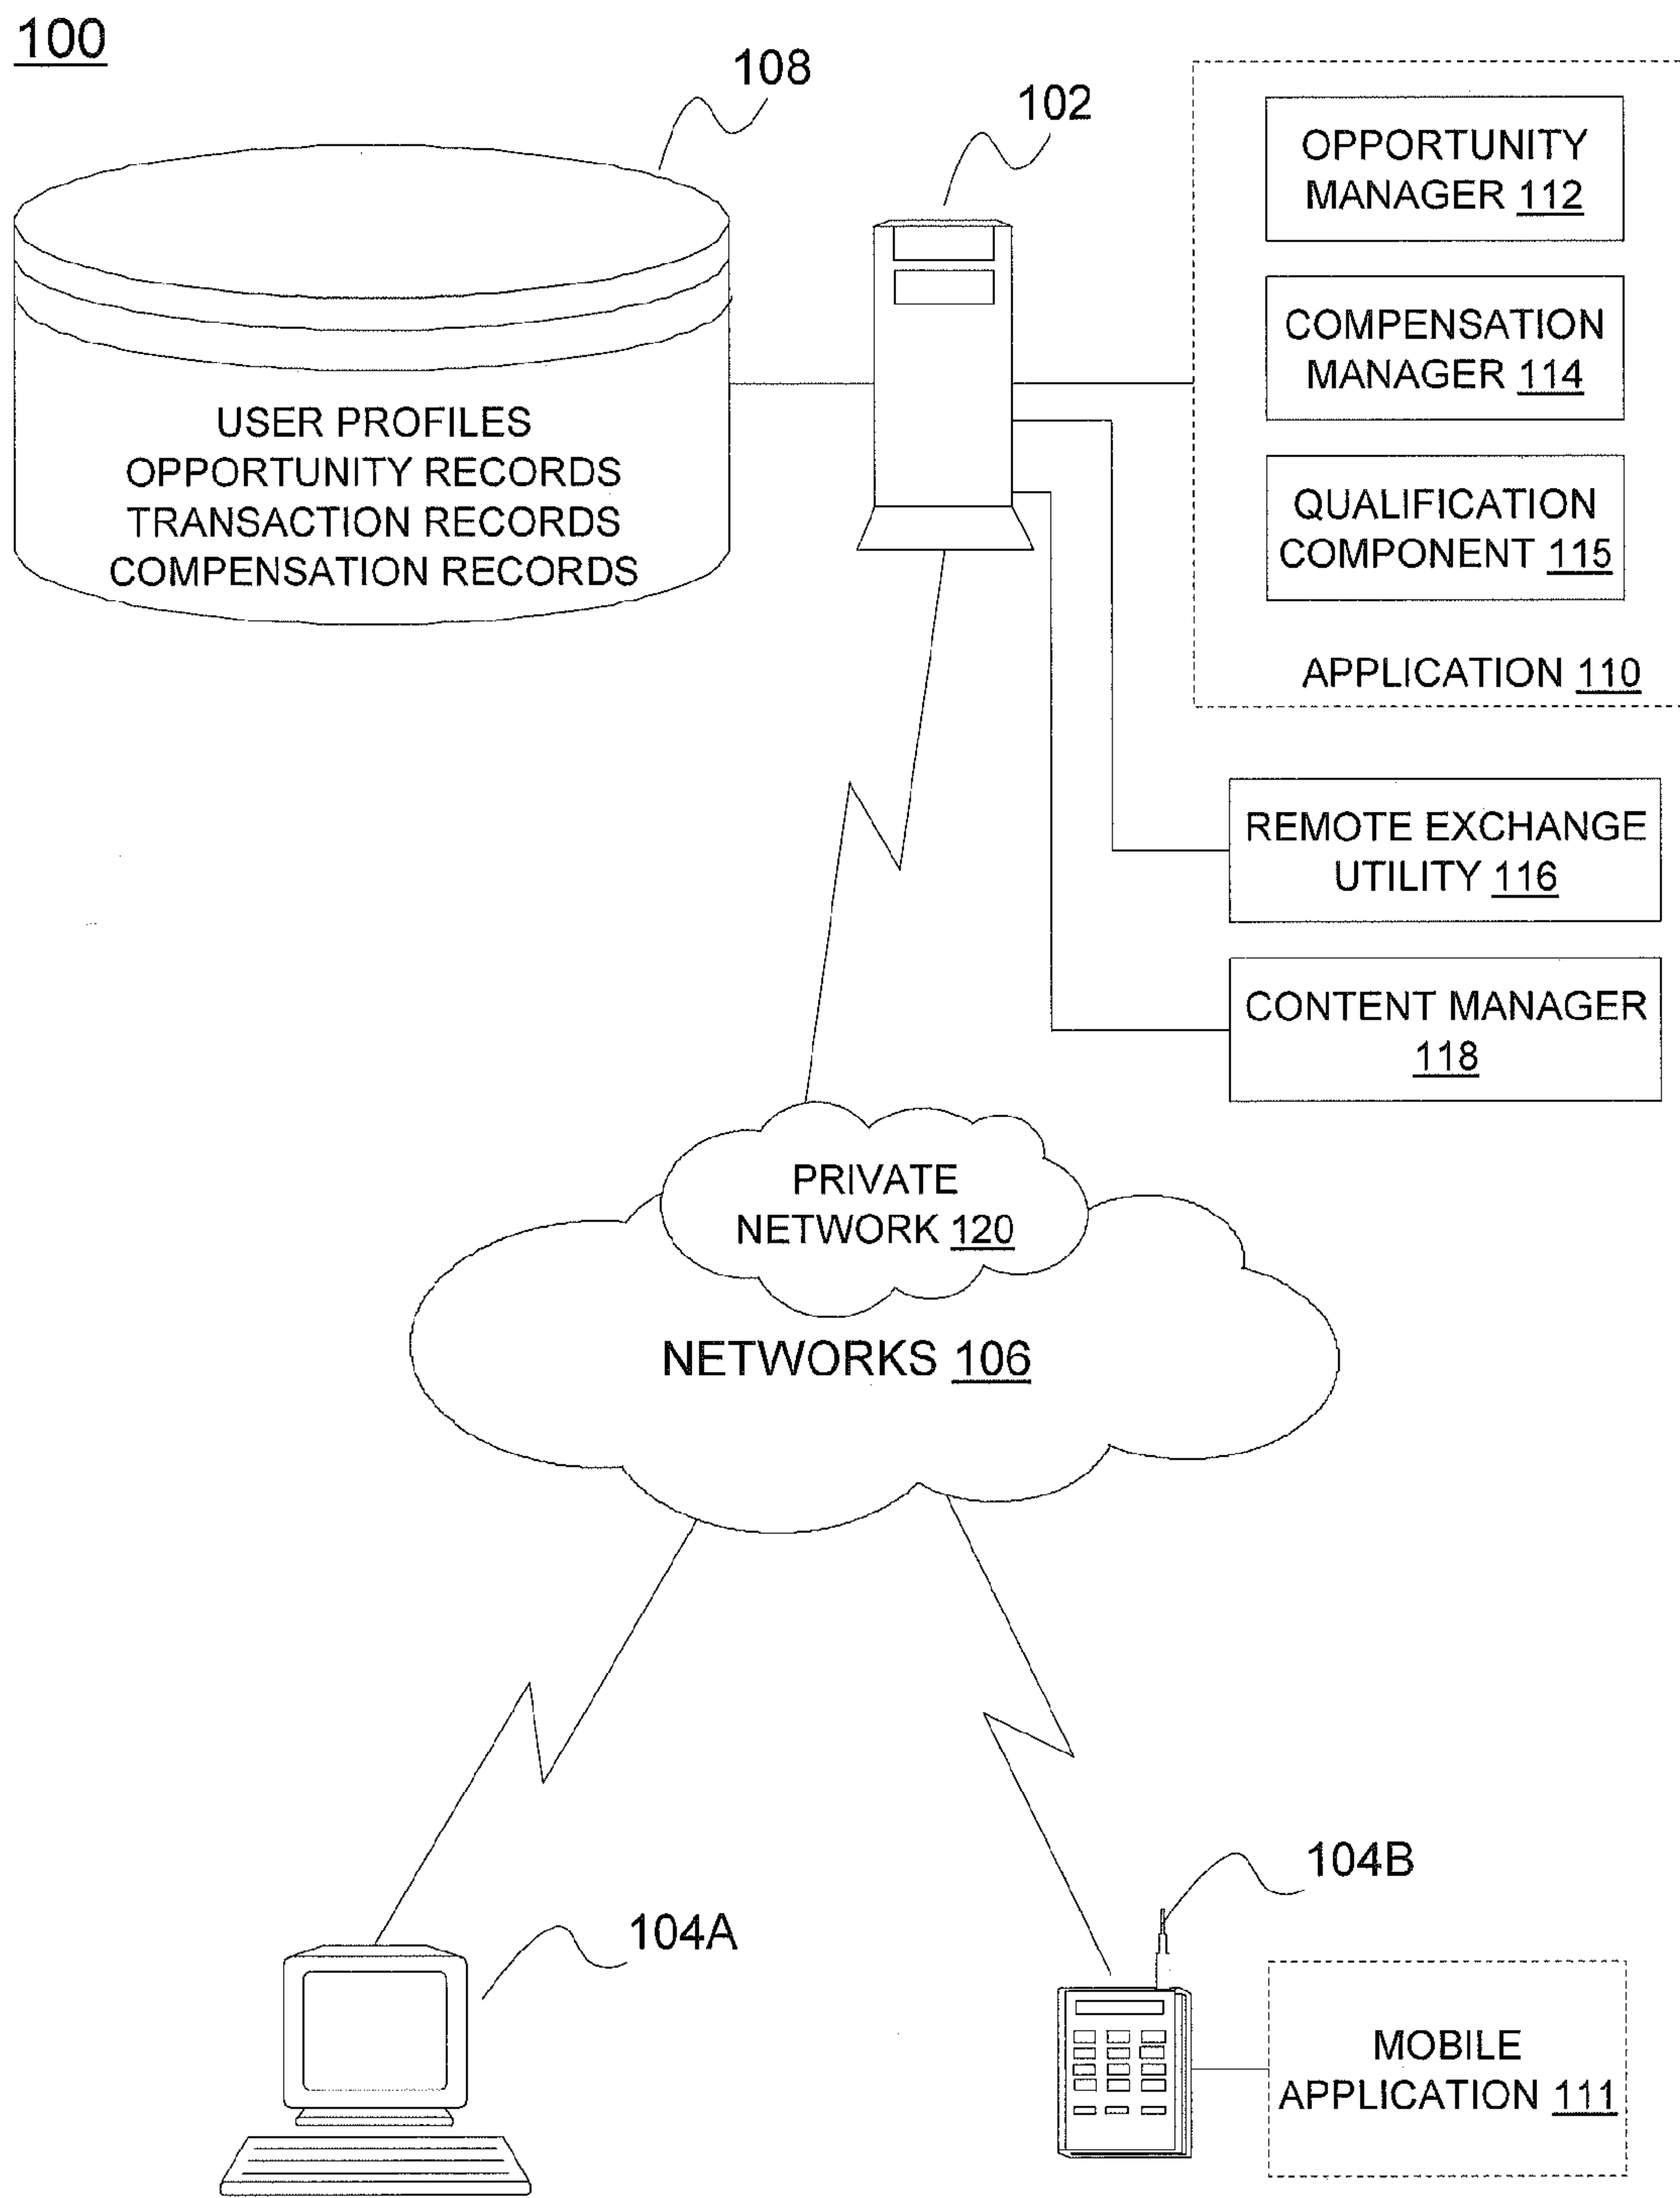 100
108
102
OPPORTUNITY
MANAGER 112
COMPENSATION
MANAGER 114
QUALIFICATION
COMPONENT 115
APPLICATION 110
USER PROFILES
OPPORTUNITY RECORDS
TRANSACTION RECORDS
COMPENSATION RECORDS
REMOTE EXCHANGE
UTILITY 116
CONTENT MANAGER
118
PRIVATE
NETWORK 120
NETWORKS 106
104A
104B
MOBILE
APPLICATION 111